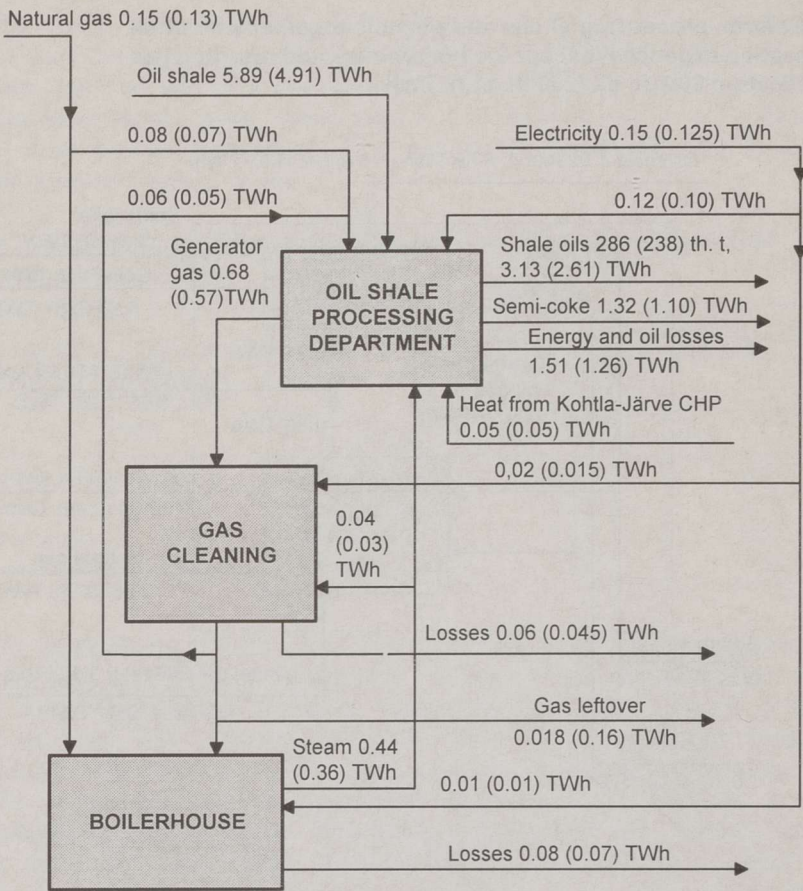 Natural gas 0.15 (0.13) TWh
Oil shale 5.89 (4.91) TWh
0.08 (0.07) TWh
Electricity 0.15 (0.125) TWh
0.06 (0.05) TWh
0.12 (0.10) TWh
Generator
gas 0.68
(0.57)TWh
OIL SHALE
PROCESSING
DEPARTMENT
Shale oils 286 (238) th. t,
3.13 (2.61) TWh
Semi-coke 1.32 (1.10) TWh
Energy and oil losses
1.51 (1.26) TWh
Heat from Kohtla-Järve CHP
0.05 (0.05) TWh
0,02 (0.015) TWh
GAS
CLEANING
0.04
(0.03)
TWh
Losses 0.06 (0.045) TWh
Gas leftover
0.018 (0.16) TWh
Steam 0.44
(0.36) TWh
0.01 (0.01) TWh
BOILERHOUSE
Losses 0.08 (0.07) TWh